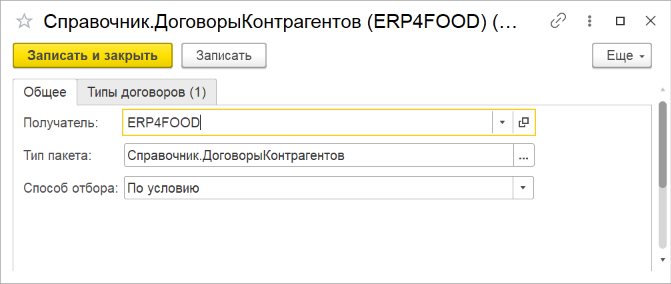 Справочник.ДоговорыКонтрагентов (ERP4FOOD) (...
Записать и закрыть Записать Еще
Общее Типы договоров (1)
Получатель: ERP4FOOD
Тип пакета: Справочник.ДоговорыКонтрагентов ...
Способ отбора: По условию